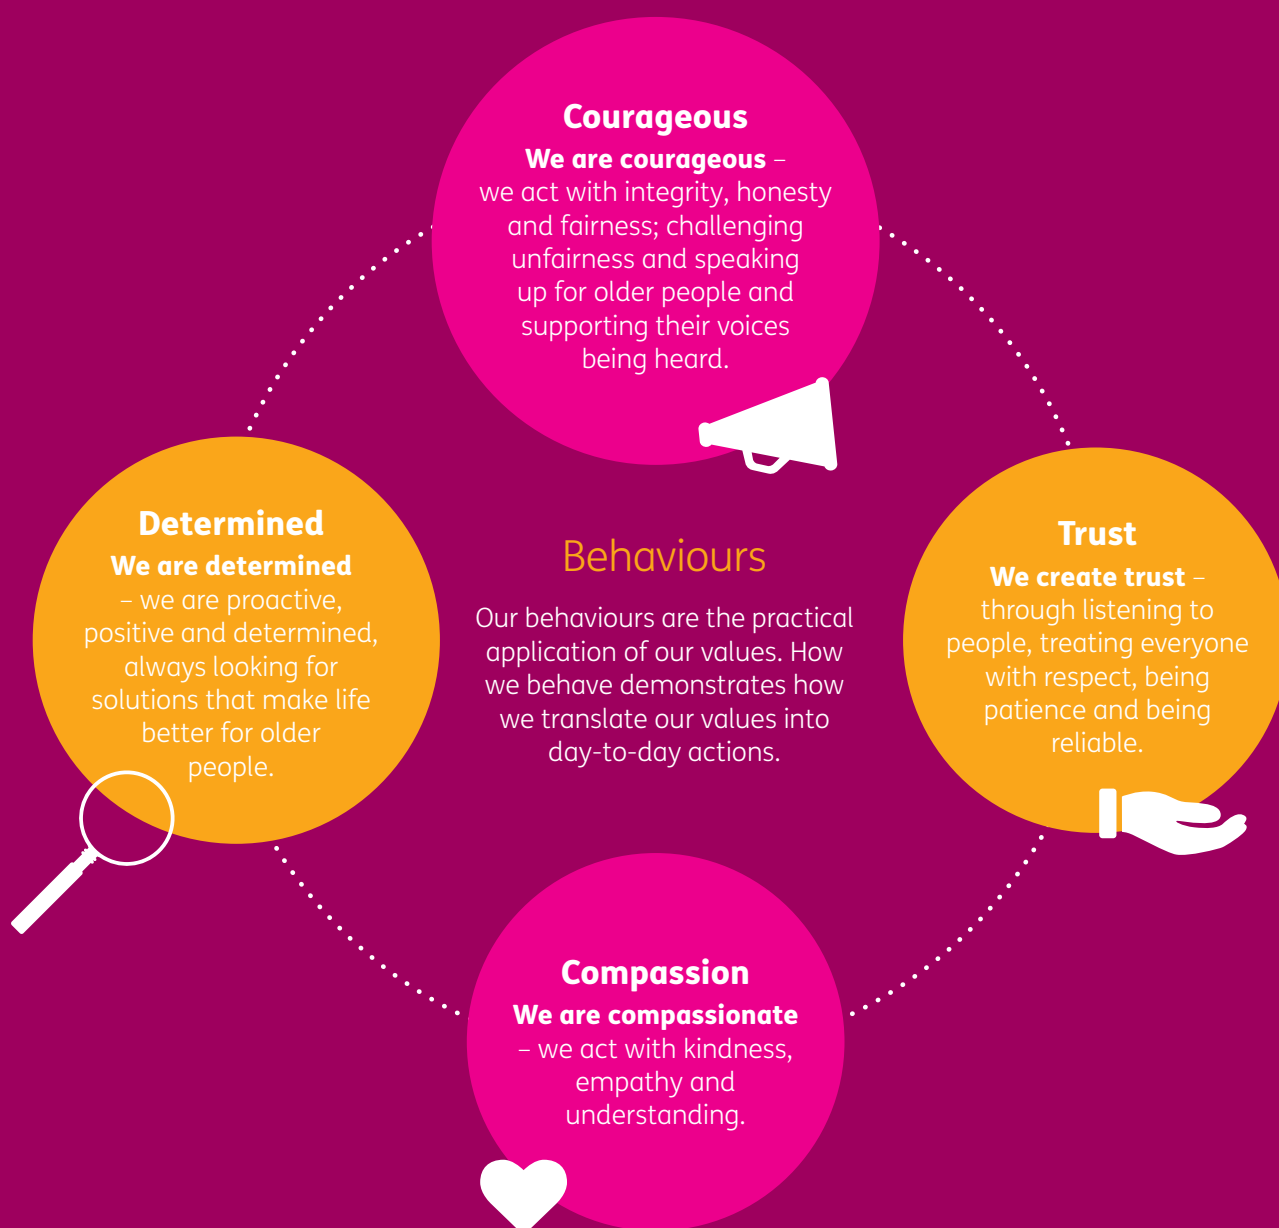 Courageous
We are courageous –
we act with integrity, honesty
and fairness; challenging
unfairness and speaking
up for older people and
supporting their voices
being heard.
Determined
We are determined
– we are proactive,
positive and determined,
always looking for
solutions that make life
better for older
people.
Behaviours
Our behaviours are the practical
application of our values. How
we behave demonstrates how
we translate our values into
day-to-day actions.
Trust
We create trust –
through listening to
people, treating everyone
with respect, being
patience and being
reliable.
Compassion
We are compassionate
– we act with kindness,
empathy and
understanding.